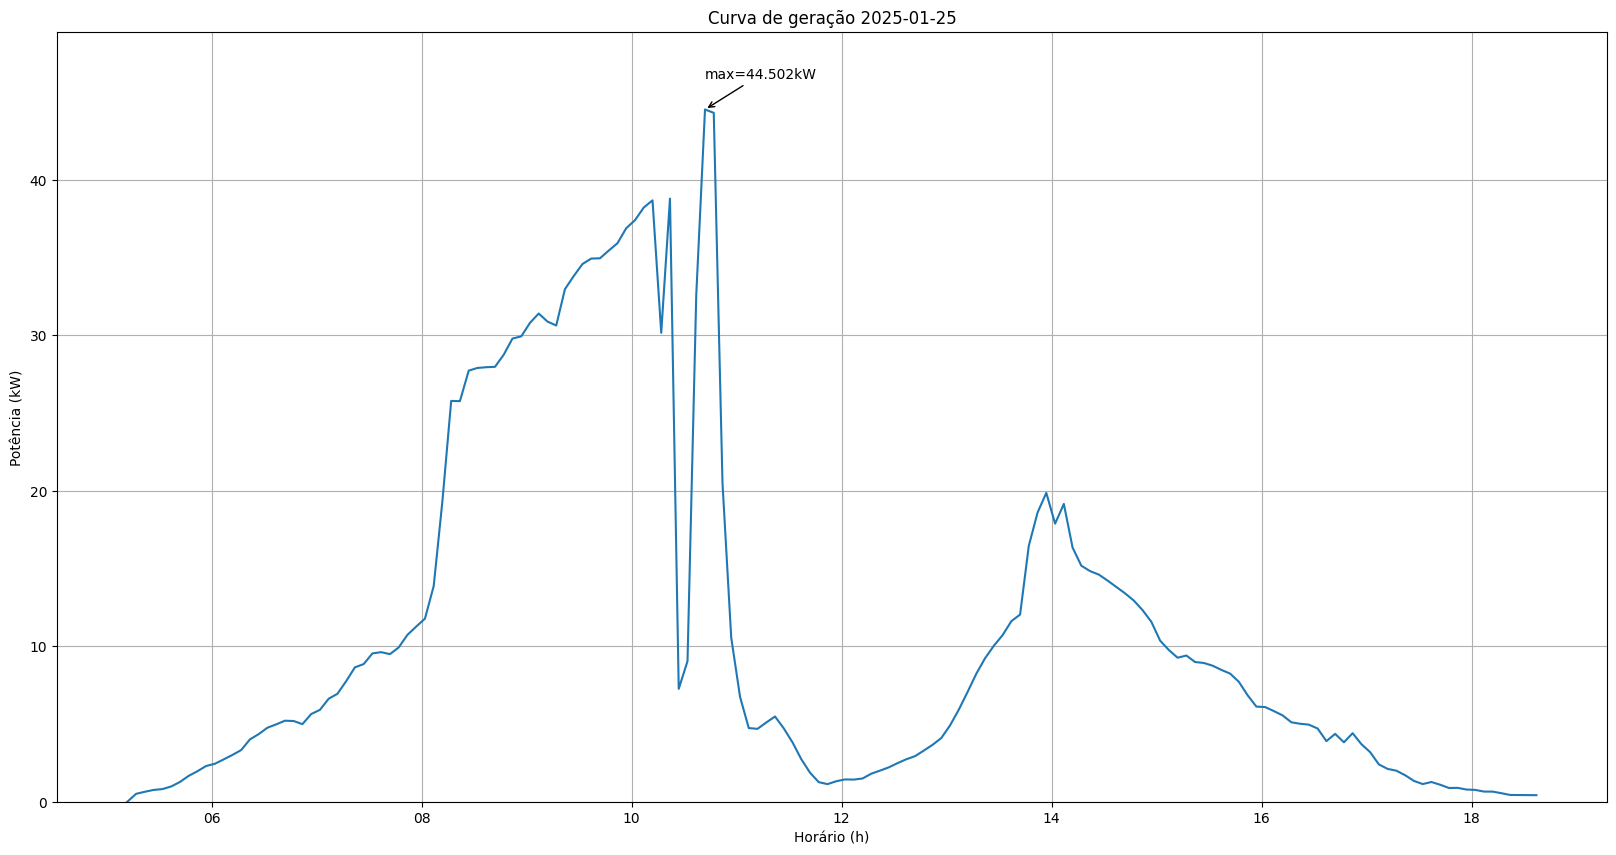 Curva de geração 2025-01-25
max=44.502kW
Potência (kW)
40
30
20
10
0
06 08 10 12 14 16 18
Horário (h)